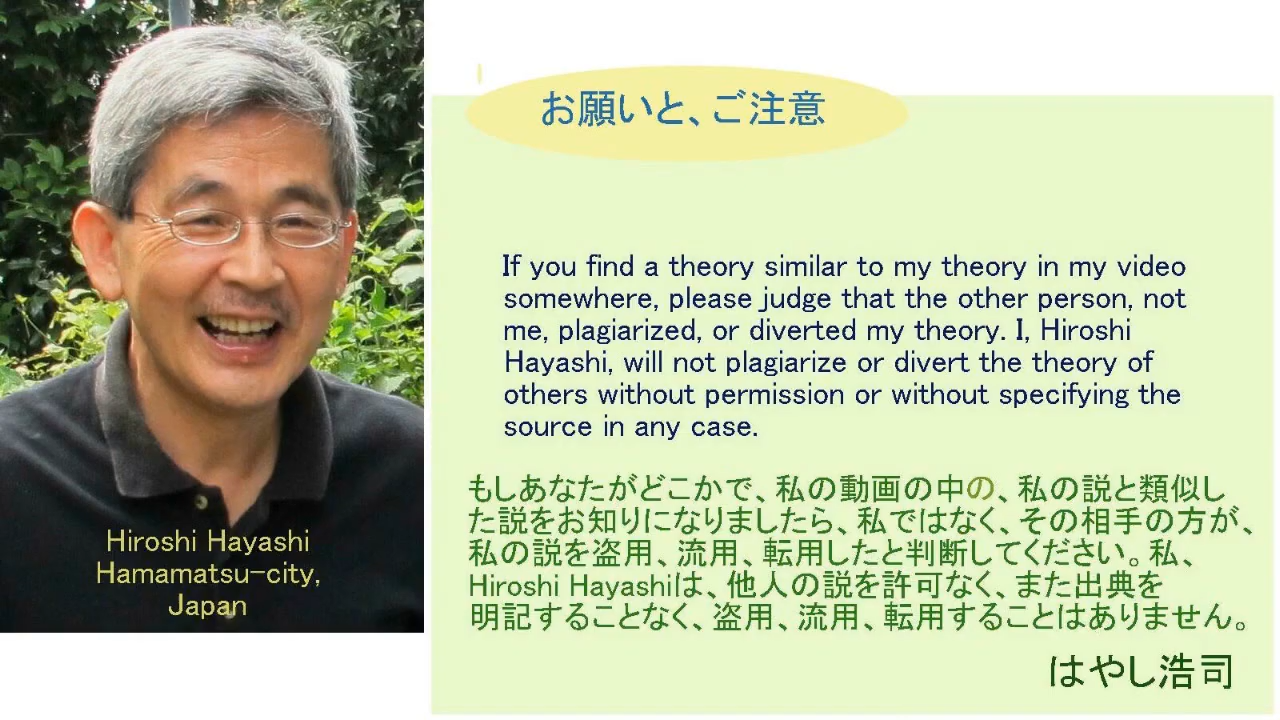 お願いと、ご注意
If you find a theory similar to my theory in my video
somewhere, please judge that the other person, not
me, plagiarized, or diverted my theory. I, Hiroshi
Hayashi, will not plagiarize or divert the theory of
others without permission or without specifying the
source in any case.
もしあなたがどこかで、私の動画の中の、私の説と類似し
た説をお知りになりましたら、私ではなく、その相手の方が、
私の説を盗用、流用、転用したと判断してください。私、
Hiroshi Hayashiは、他人の説を許可なく、また出典を
明記することなく、盗用、流用、転用することはありません。
はやし浩司
Hiroshi Hayashi
Hamamatsu-city,
Japan